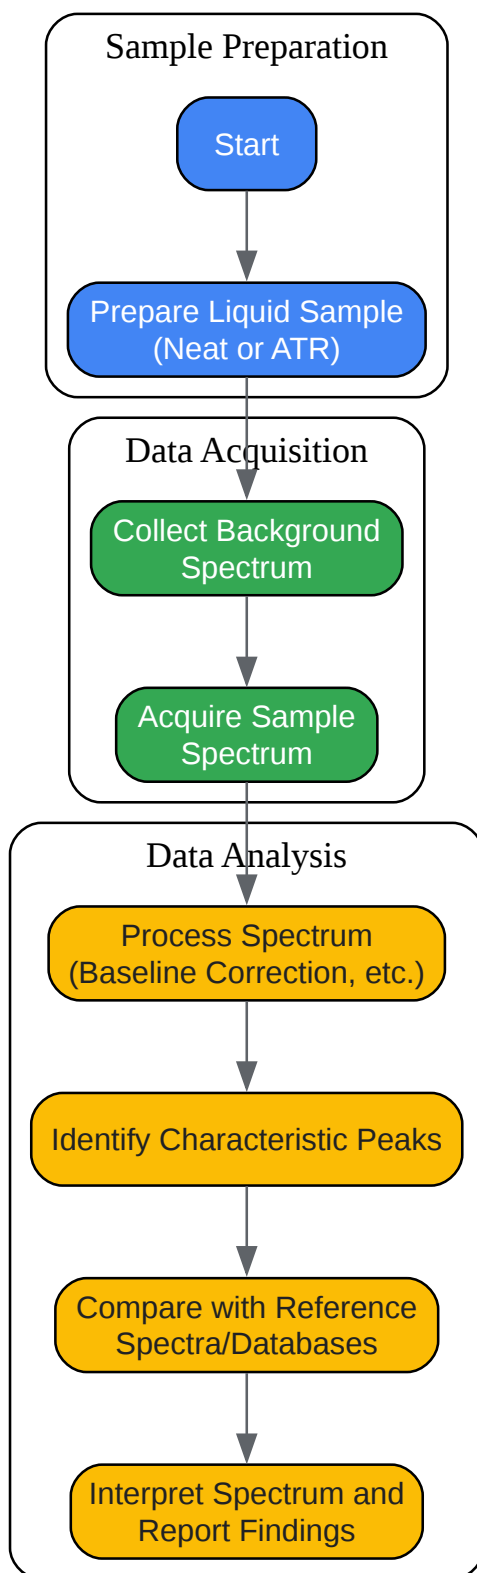 Sample Preparation
Start
Prepare Liquid Sample
(Neat or ATR)
Data Acquisition
Collect Background
Spectrum
Acquire Sample
Spectrum
Data Analysis
Process Spectrum
(Baseline Correction, etc.)
Identify Characteristic Peaks
Compare with Reference
Spectra/Databases
Interpret Spectrum and
Report Findings